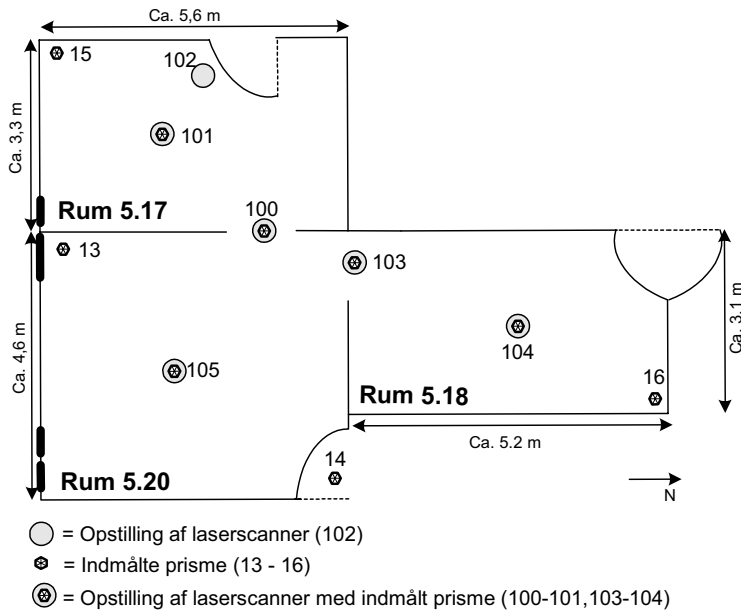 Ca. 5,6 m
15
102
101
Ca. 3,3 m
Rum 5.17
100
13
103
Ca. 4,6 m
105
104
Ca. 3,1 m
Rum 5.18
16
Ca. 5.2 m
Rum 5.20
14
N
= Opstilling af laserscanner (102)
= Indmålte prisme (13 - 16)
= Opstilling af laserscanner med indmålt prisme (100-101,103-104)